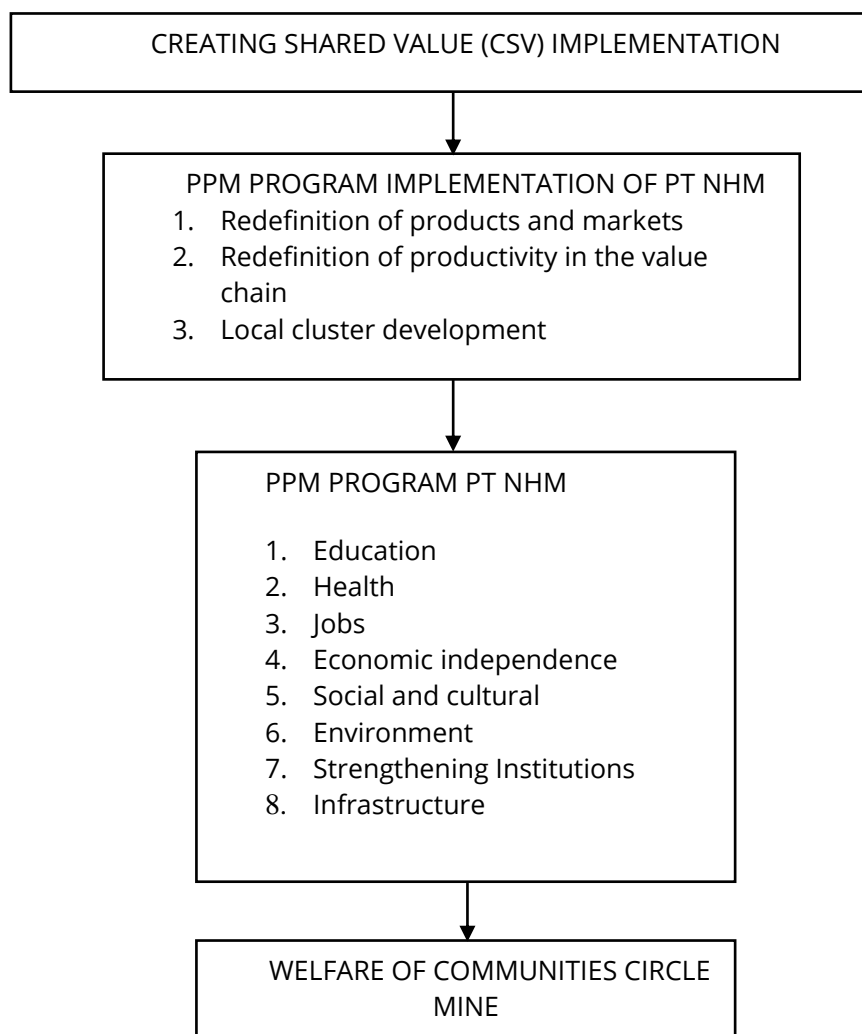 CREATING SHARED VALUE (CSV) IMPLEMENTATION
PPM PROGRAM IMPLEMENTATION OF PT NHM
1. Redefinition of products and markets
2. Redefinition of productivity in the value
chain
3. Local cluster development
PPM PROGRAM PT NHM
1. Education
2. Health
3. Jobs
4. Economic independence
5. Social and cultural
6. Environment
7. Strengthening Institutions
8. Infrastructure
WELFARE OF COMMUNITIES CIRCLE
MINE